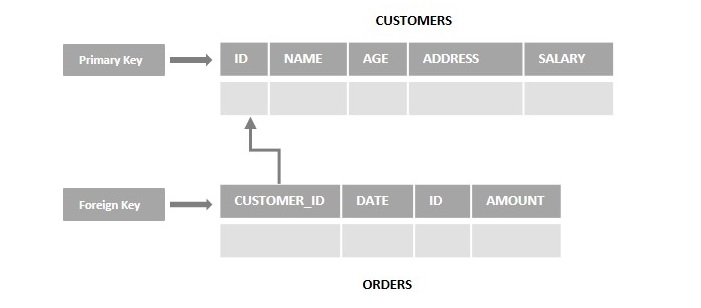 CUSTOMERS
Primary Key ID NAME AGE ADDRESS SALARY
Foreign Key CUSTOMER_ID DATE ID AMOUNT
ORDERS